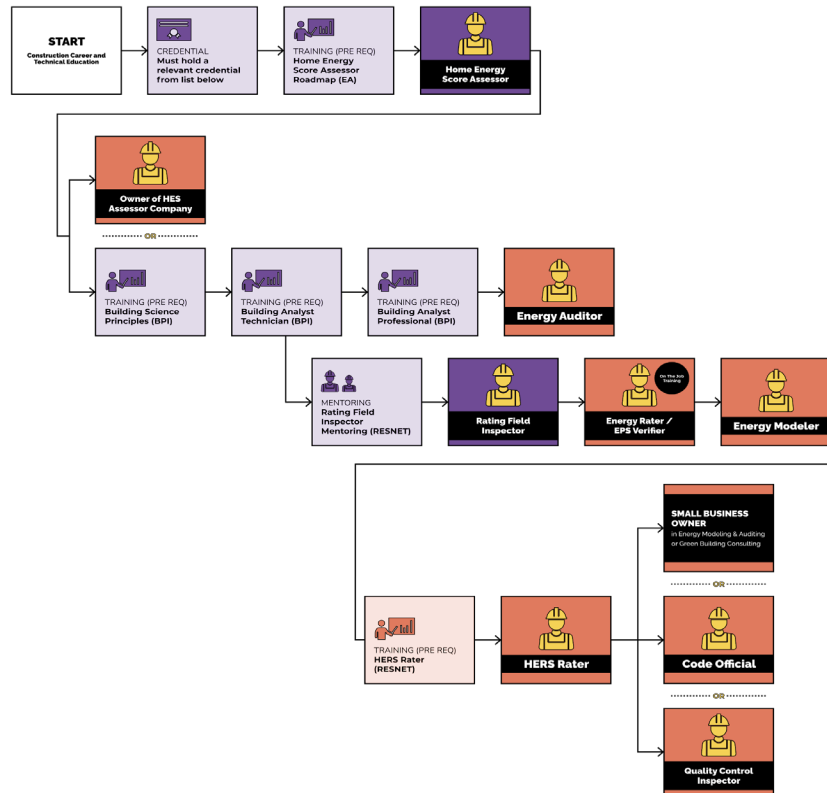 START
Construction Career and
Technical Education
CREDENTIAL
Must hold a
relevant credential
from list below
TRAINING (PRE REQ)
Home Energy
Score Assessor
Roadmap (EA)
Home Energy
Score Assessor
Owner of HES
Assessor Company
OR
TRAINING (PRE REQ)
Building Science
Principles (BPI)
TRAINING (PRE REQ)
Building Analyst
Technician (BPI)
TRAINING (PRE REQ)
Building Analyst
Professional (BPI)
Energy Auditor
MENTORING
Rating Field
Inspector
Mentoring (RESNET)
Rating Field
Inspector
On The Job
Training
Energy Rater /
EPS Verifier
Energy Modeler
SMALL BUSINESS
OWNER
in Energy Modeling & Auditing
or Green Building Consulting
OR
TRAINING (PRE REQ)
HERS Rater
(RESNET)
HERS Rater
Code Official
OR
Quality Control
Inspector